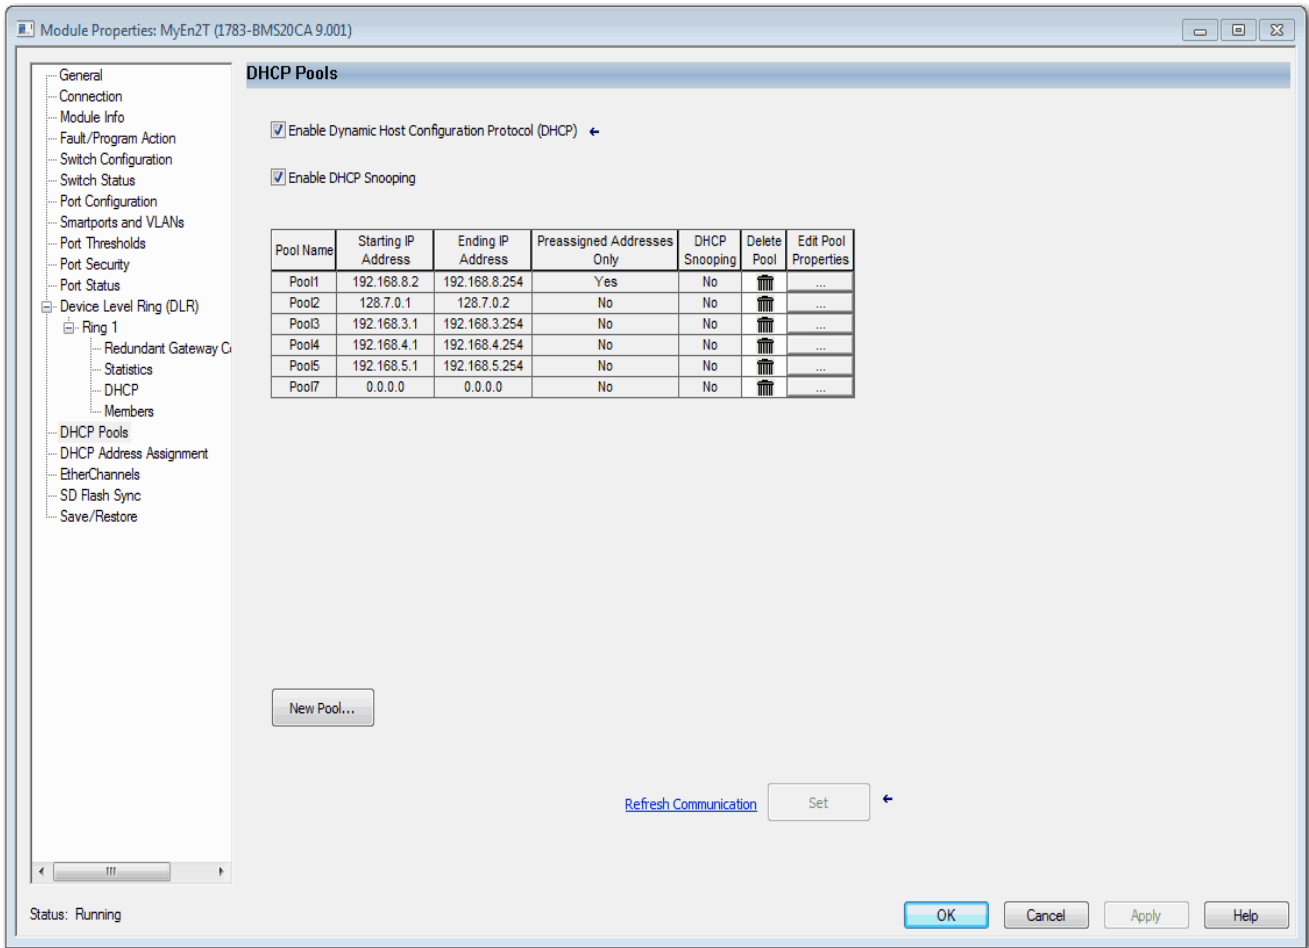 Module Properties: MyEn2T (1783-BMS20CA 9.001)
General
Connection
Module Info
Fault/Program Action
Switch Configuration
Switch Status
Port Configuration
Smartports and VLANs
Port Thresholds
Port Security
Port Status
Device Level Ring (DLR)
Ring 1
Redundant Gateway Co
Statistics
DHCP
Members
DHCP Pools
DHCP Address Assignment
EtherChannels
SD Flash Sync
Save/Restore
DHCP Pools
Enable Dynamic Host Configuration Protocol (DHCP) ←
Enable DHCP Snooping
Pool Name Starting IP Address Ending IP Address Preassigned Addresses Only DHCP Snooping Delete Pool Edit Pool Properties
Pool1 192.168.8.2 192.168.8.254 Yes No ...
Pool2 128.7.0.1 128.7.0.2 No No ...
Pool3 192.168.3.1 192.168.3.254 No No ...
Pool4 192.168.4.1 192.168.4.254 No No ...
Pool5 192.168.5.1 192.168.5.254 No No ...
Pool7 0.0.0.0 0.0.0.0 No No ...
New Pool...
Refresh Communication Set ←
Status: Running
OK Cancel Apply Help